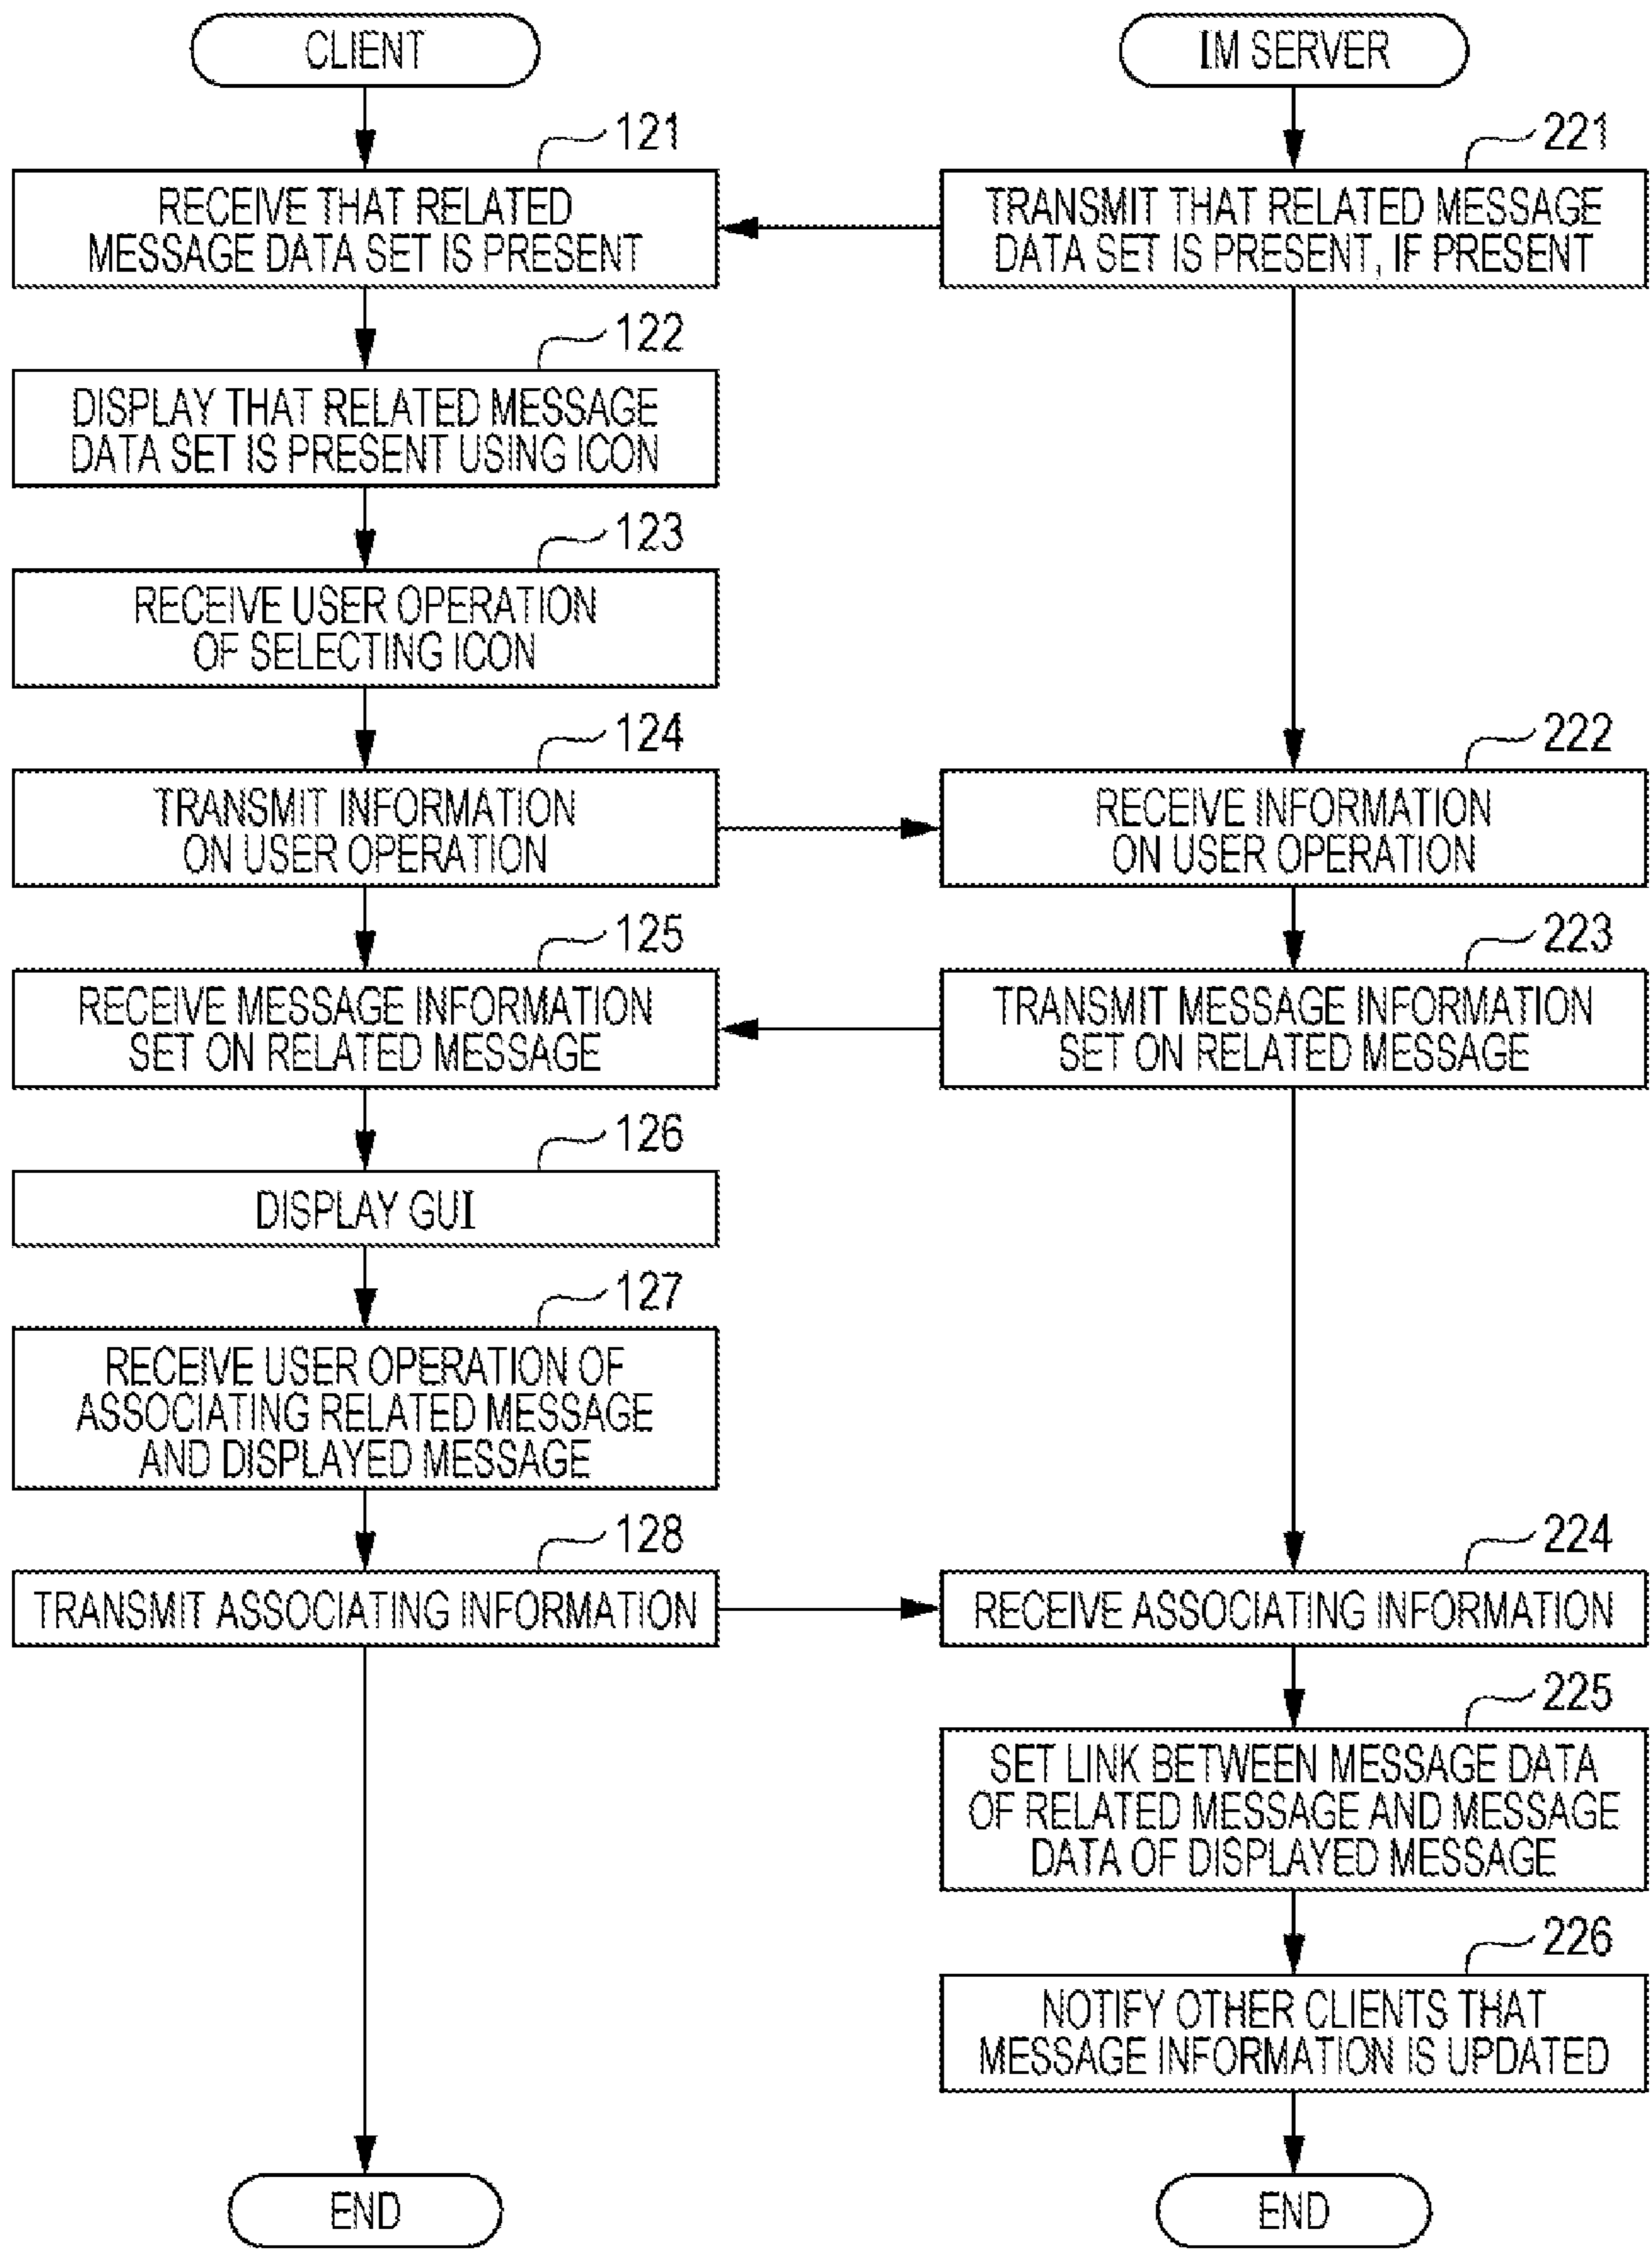 CLIENT
IM SERVER
121
221
RECEIVE THAT RELATED
MESSAGE DATA SET IS PRESENT
TRANSMIT THAT RELATED MESSAGE
DATA SET IS PRESENT, IF PRESENT
122
DISPLAY THAT RELATED MESSAGE
DATA SET IS PRESENT USING ICON
123
RECEIVE USER OPERATION
OF SELECTING ICON
124
222
TRANSMIT INFORMATION
ON USER OPERATION
RECEIVE INFORMATION
ON USER OPERATION
125
223
RECEIVE MESSAGE INFORMATION
SET ON RELATED MESSAGE
TRANSMIT MESSAGE INFORMATION
SET ON RELATED MESSAGE
126
DISPLAY GUI
127
RECEIVE USER OPERATION OF
ASSOCIATING RELATED MESSAGE
AND DISPLAYED MESSAGE
128
224
TRANSMIT ASSOCIATING INFORMATION
RECEIVE ASSOCIATING INFORMATION
225
SET LINK BETWEEN MESSAGE DATA
OF RELATED MESSAGE AND MESSAGE
DATA OF DISPLAYED MESSAGE
226
NOTIFY OTHER CLIENTS THAT
MESSAGE INFORMATION IS UPDATED
END
END